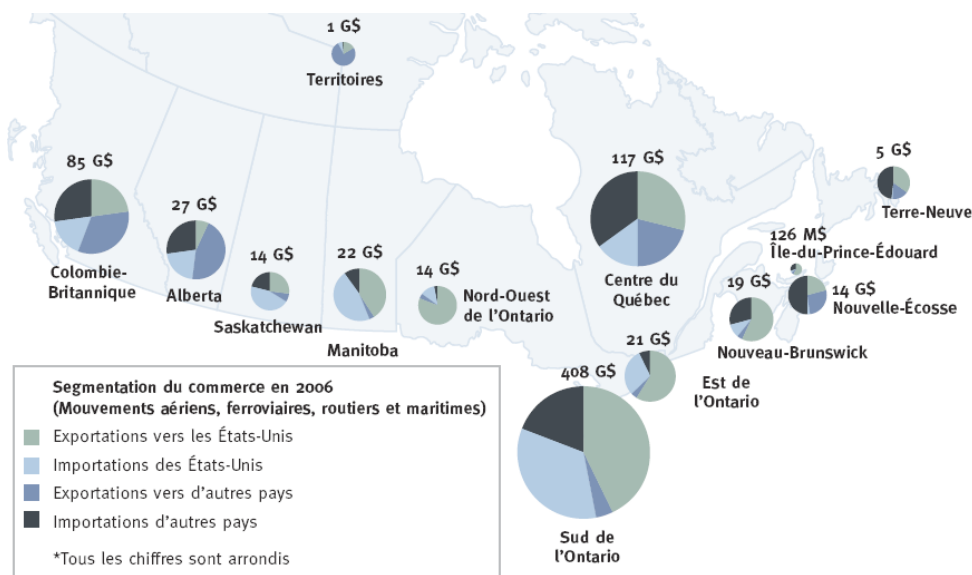 1 G$
Territoires
85 G$
Colombie-
Britannique
27 G$
Alberta
14 G$
Saskatchewan
22 G$
Manitoba
14 G$
Nord-Ouest
de l'Ontario
117 G$
Centre du
Québec
5 G$
Terre-Neuve
126 M$
Île-du-Prince-Édouard
19 G$
14 G$
Nouvelle-Écosse
Nouveau-Brunswick
21 G$
Est de
l'Ontario
408 G$
Sud de
l'Ontario
Segmentation du commerce en 2006
(Mouvements aériens, ferroviaires, routiers et maritimes)
Exportations vers les États-Unis
Importations des États-Unis
Exportations vers d'autres pays
Importations d'autres pays
*Tous les chiffres sont arrondis